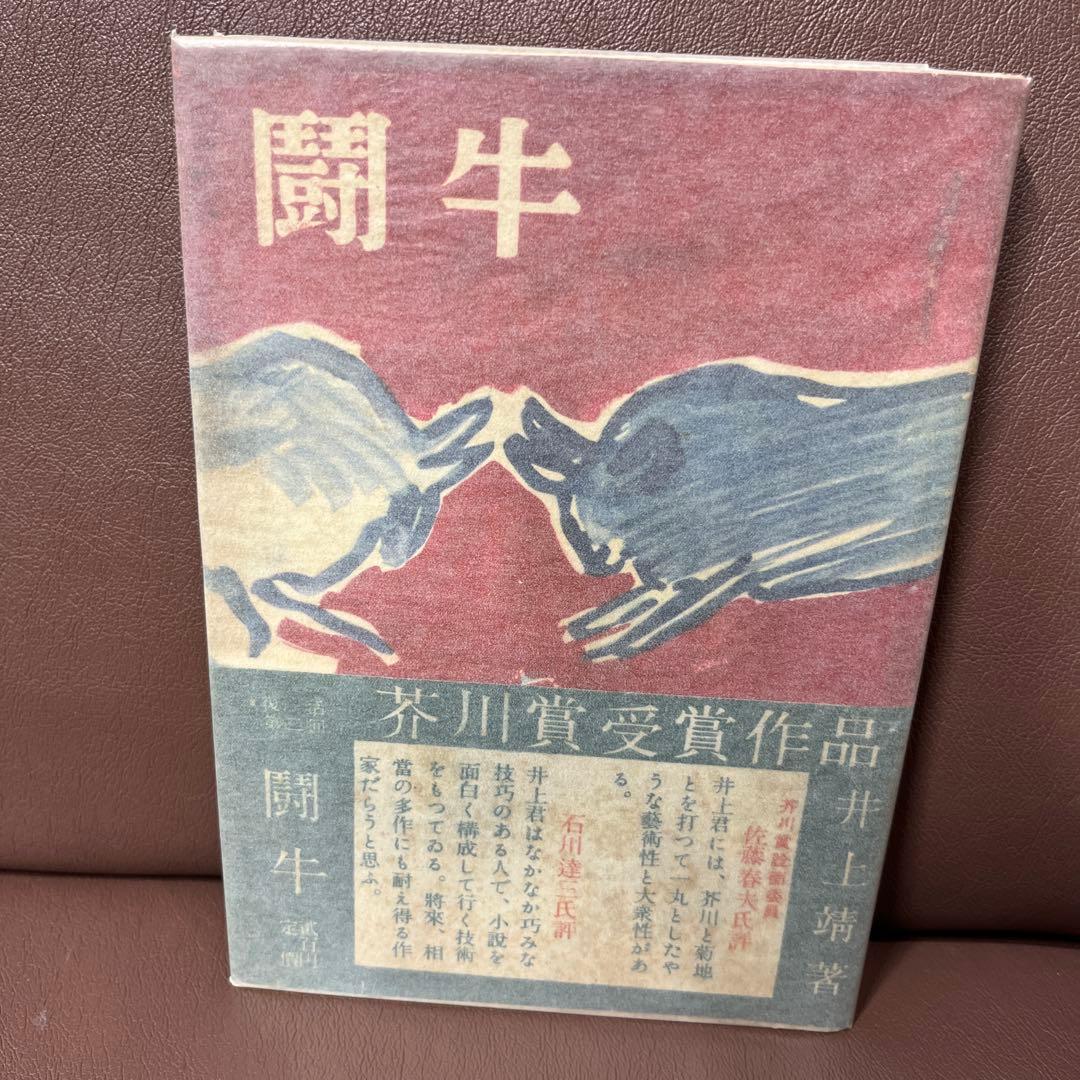 闘牛
芥川賞受賞作品
井上靖著
芥川賞詮衡委員
佐藤春夫氏評
井上君には、芥川と菊地
とを打つて一丸としたや
うな藝術性と大衆性があ
る。
石川達三氏評
井上君はなかなか巧みな
技巧のある人で、小説を
面白く構成して行く技術
をもつてゐる。將來、相
當の多作にも耐え得る作
家だらうと思ふ。
闘牛
定價